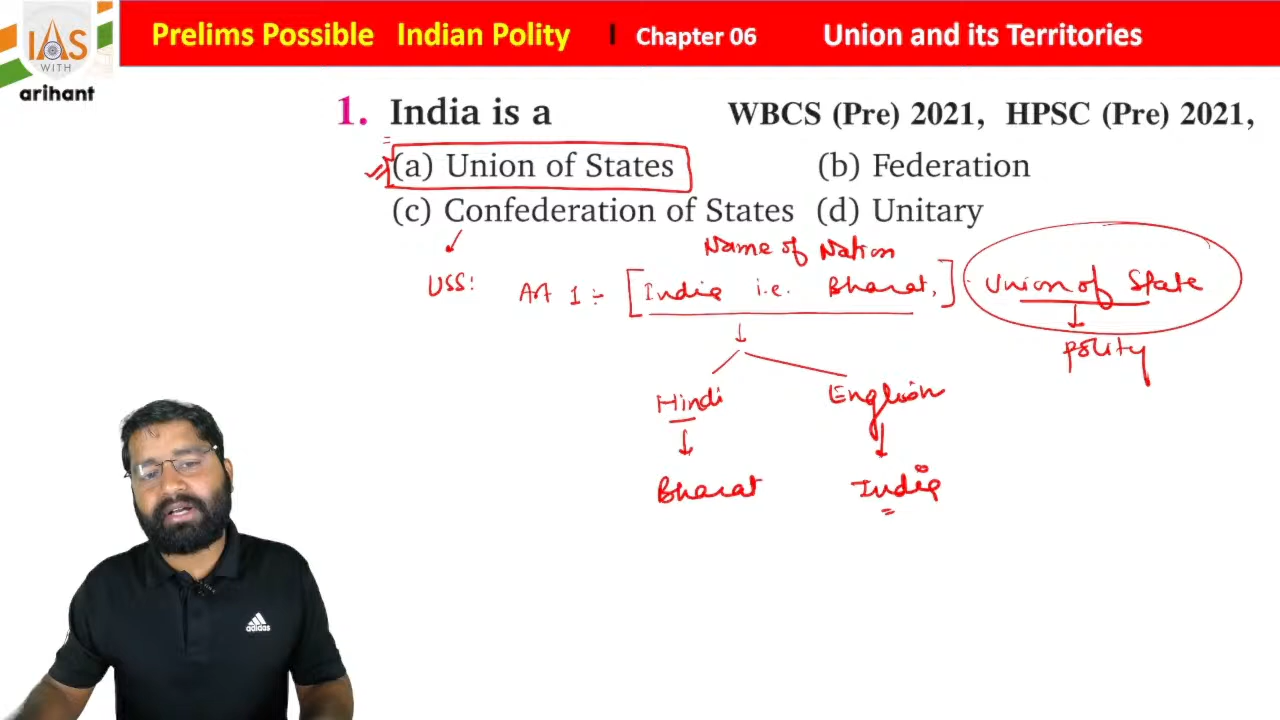 IAS
WITH
arihant
Prelims Possible Indian Polity | Chapter 06 Union and its Territories
1. India is a WBCS (Pre) 2021, HPSC (Pre) 2021,
(a) Union of States (b) Federation
(c) Confederation of States (d) Unitary
Name of Nation
USS: Art 1 :- [India i.e. Bharat,] Union of State
Polity
Hindi English
Bharat India
adidas